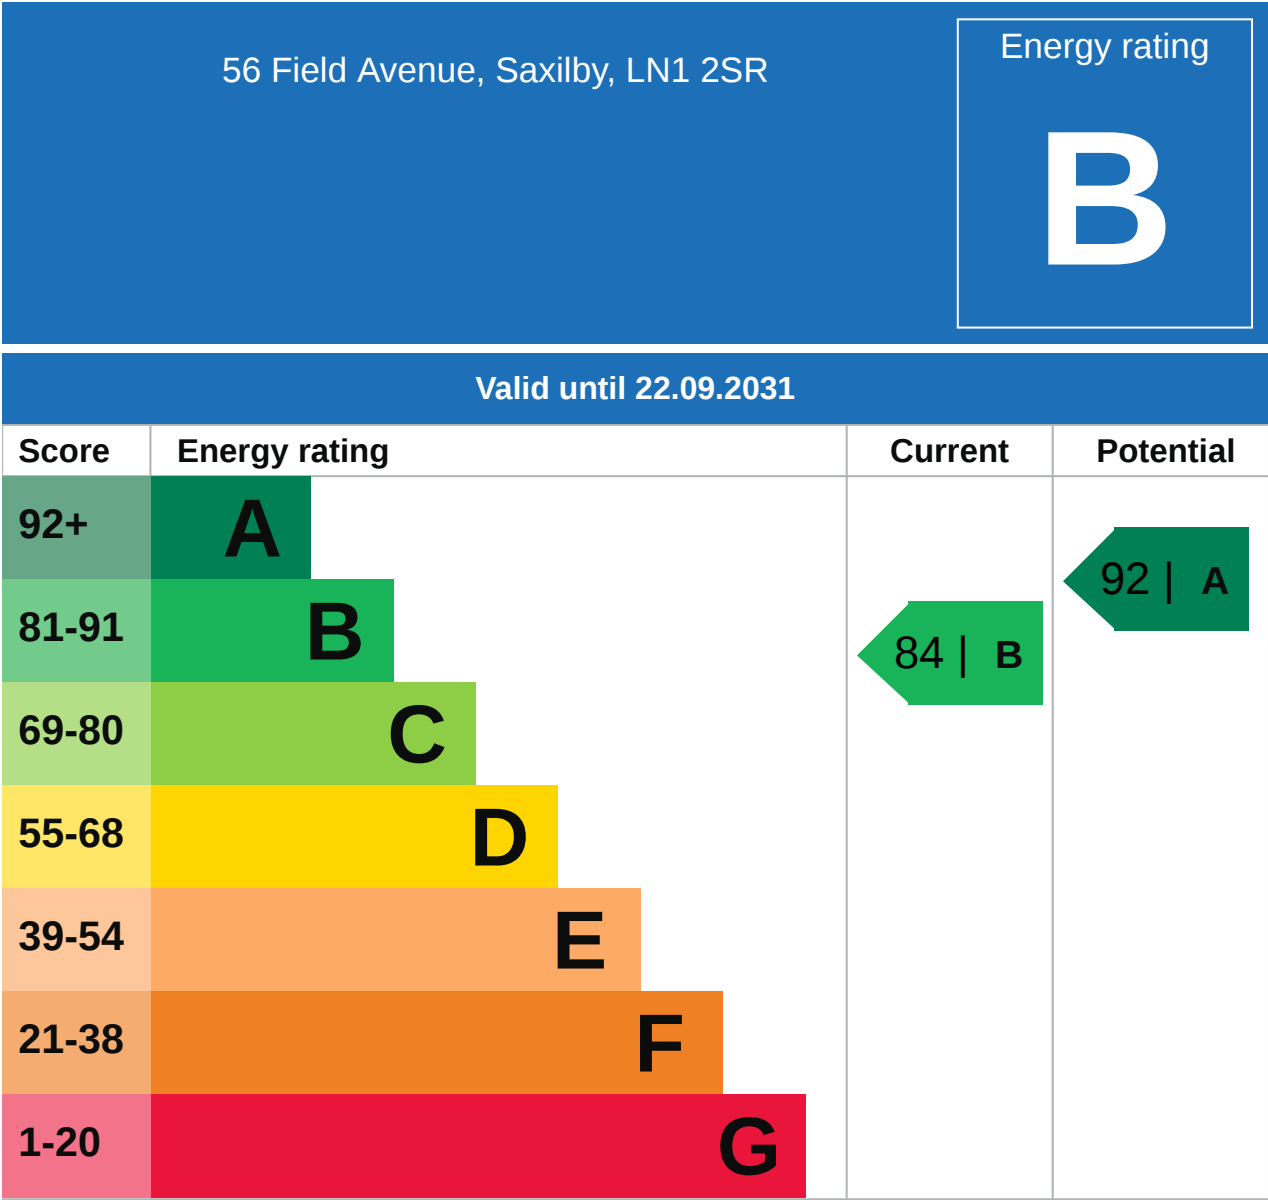 56 Field Avenue, Saxilby, LN1 2SR
Energy rating
B
Valid until 22.09.2031
Score Energy rating Current Potential
92+ A
92 | A
81-91 B
84 | B
69-80 C
55-68 D
39-54 E
21-38 F
1-20 G